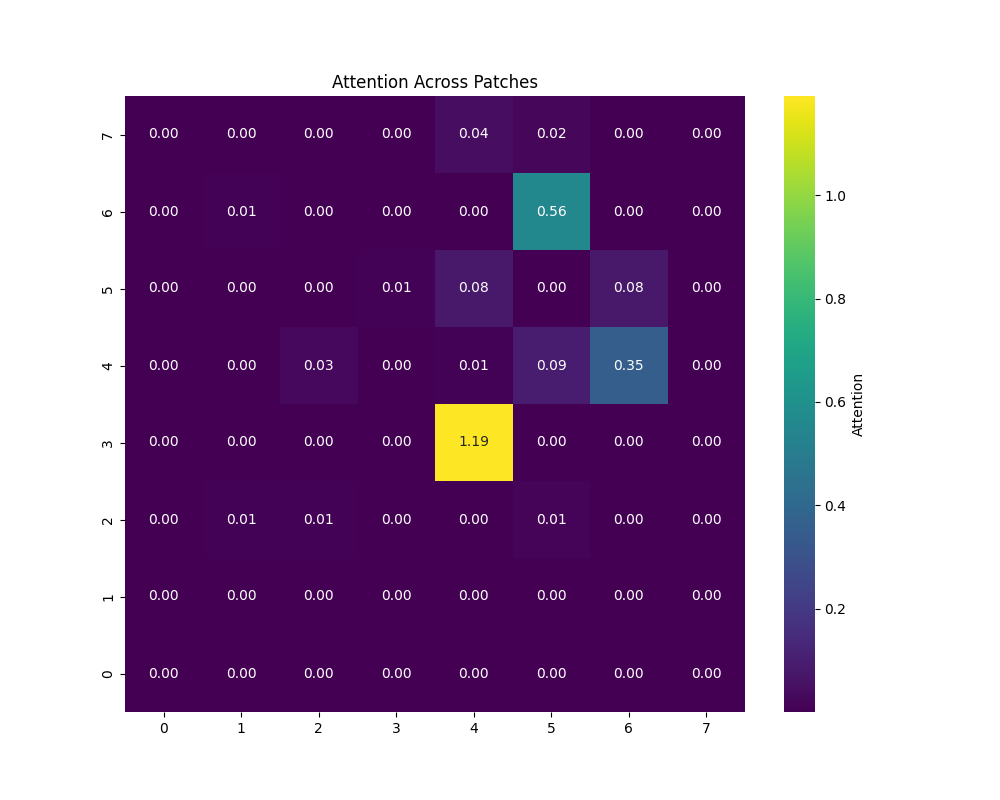 Attention Across Patches
7 0.00 0.00 0.00 0.00 0.04 0.02 0.00 0.00
1.0
6 0.00 0.01 0.00 0.00 0.00 0.56 0.00 0.00
0.8
5 0.00 0.00 0.00 0.01 0.08 0.00 0.08 0.00
4 0.00 0.00 0.03 0.00 0.01 0.09 0.35 0.00
0.6
Attention
3 0.00 0.00 0.00 0.00 1.19 0.00 0.00 0.00
0.4
2 0.00 0.01 0.01 0.00 0.00 0.01 0.00 0.00
1 0.00 0.00 0.00 0.00 0.00 0.00 0.00 0.00
0.2
0 0.00 0.00 0.00 0.00 0.00 0.00 0.00 0.00
0 1 2 3 4 5 6 7